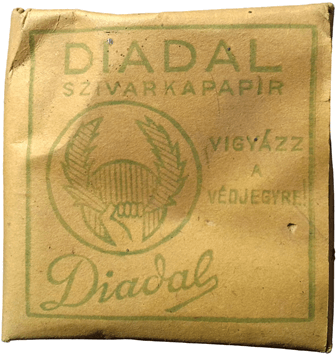 DIADAL
SZIVARKAPAPIR
VIGYÁZZ
A
VÉDJEGYRE!
Diadal